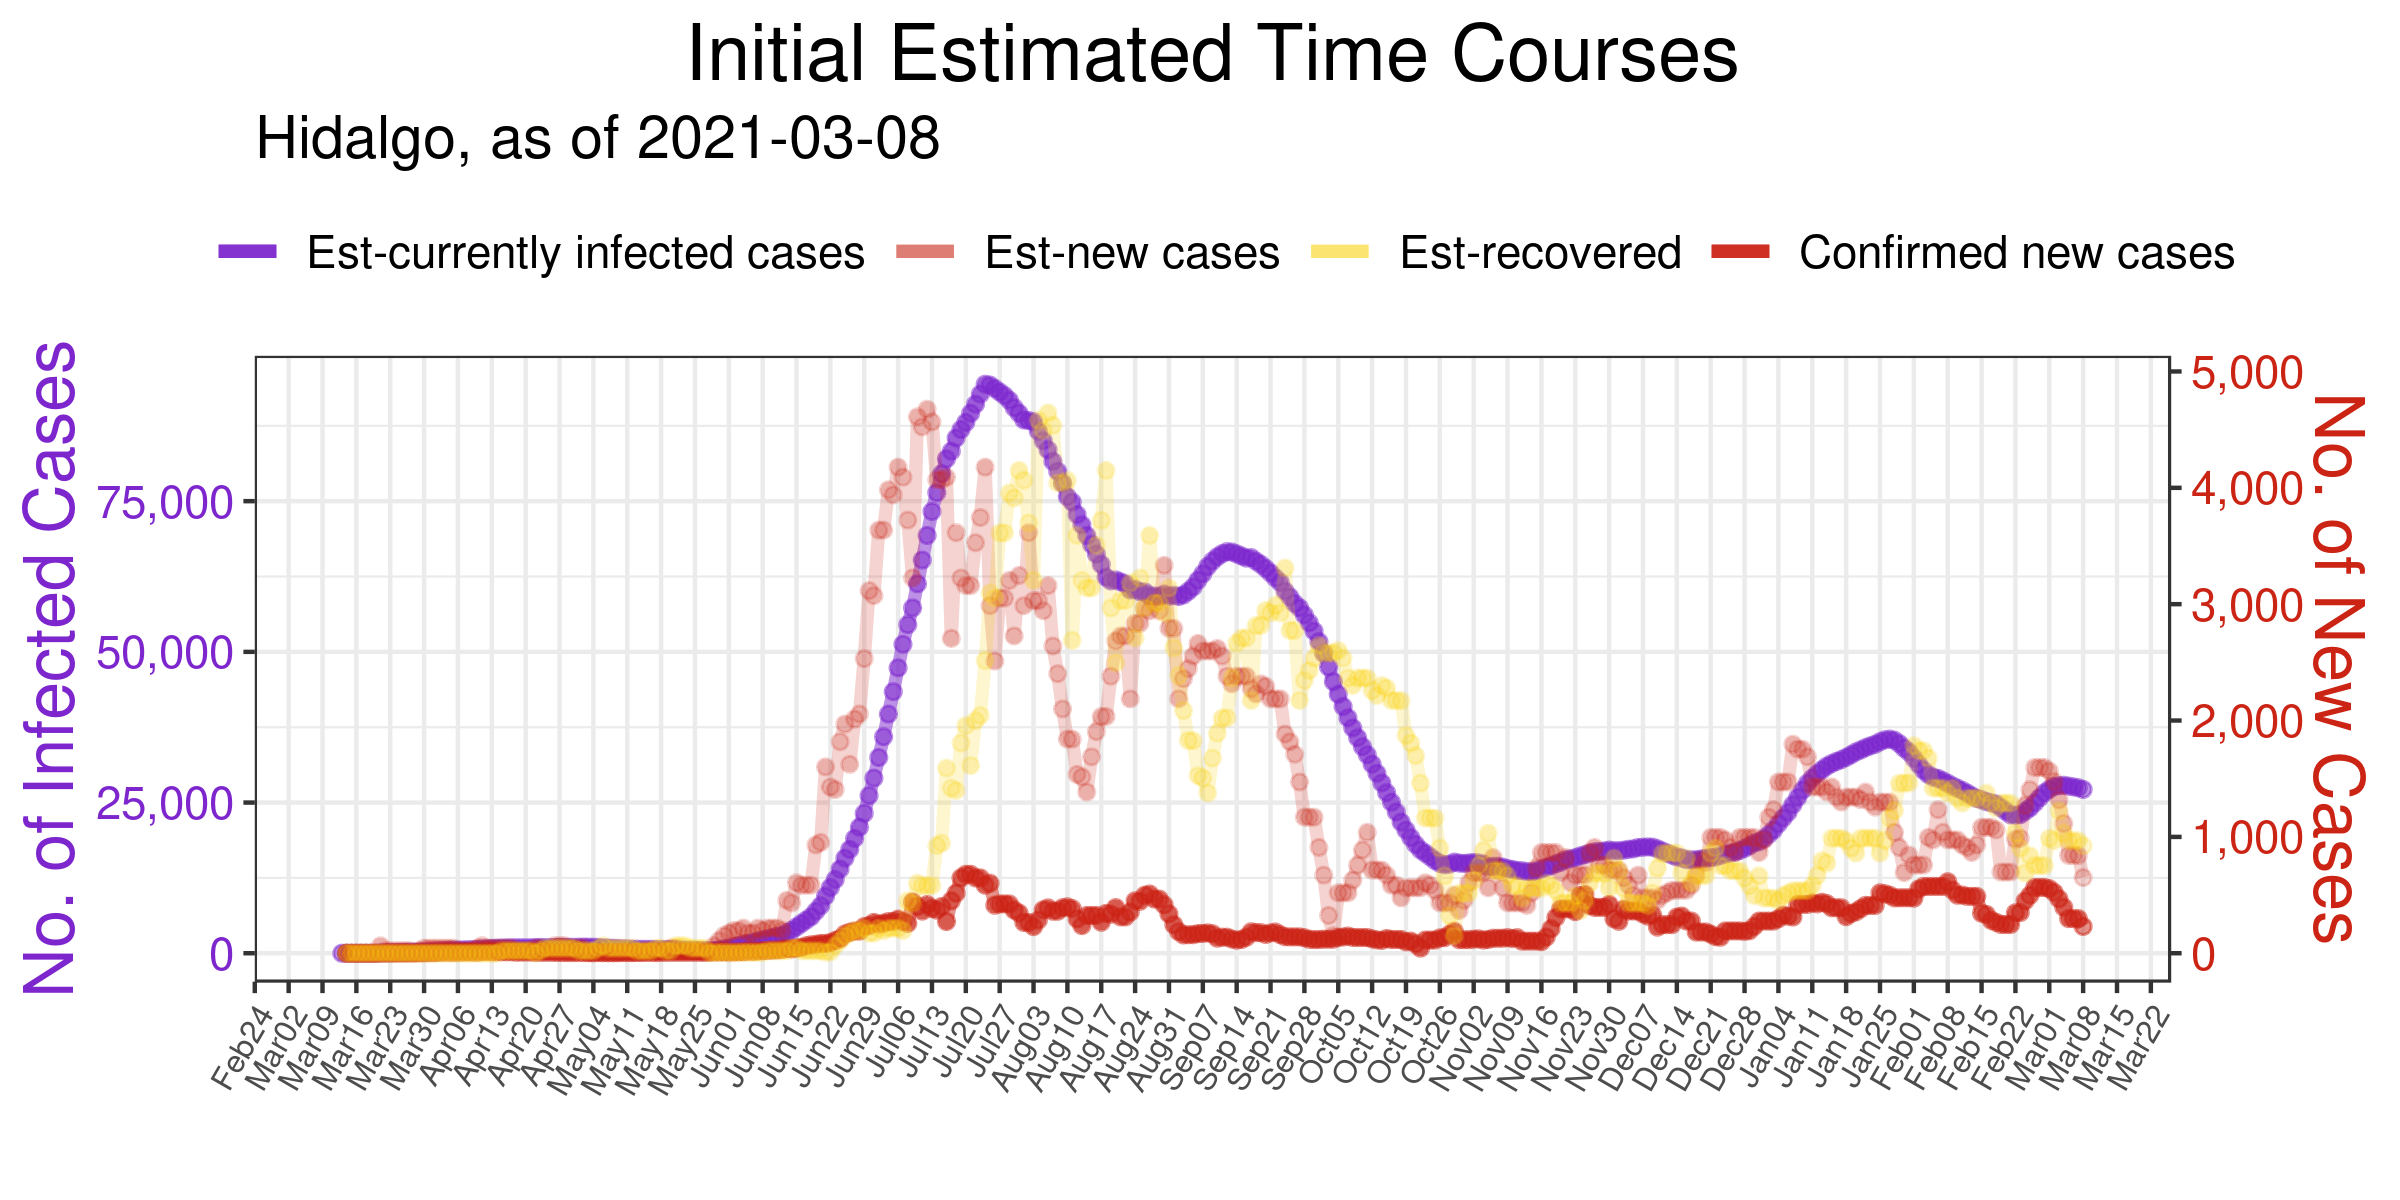 Initial Estimated Time Courses
Hidalgo, as of 2021-03-08
Est-currently infected cases
Est-new cases
Est-recovered
Confirmed new cases
No. of Infected Cases
75,000
50,000
25,000
0
5,000
4,000
3,000
2,000
1,000
0
No. of New Cases
Feb24
Mar02
Mar09
Mar16
Mar23
Mar30
Apr06
Apr13
Apr20
Apr27
May04
May11
May18
May25
Jun01
Jun08
Jun15
Jun22
Jun29
Jul06
Jul13
Jul20
Jul27
Aug03
Aug10
Aug17
Aug24
Aug31
Sep07
Sep14
Sep21
Sep28
Oct05
Oct12
Oct19
Oct26
Nov02
Nov09
Nov16
Nov23
Nov30
Dec07
Dec14
Dec21
Dec28
Jan04
Jan11
Jan18
Jan25
Feb01
Feb08
Feb15
Feb22
Mar01
Mar08
Mar15
Mar22